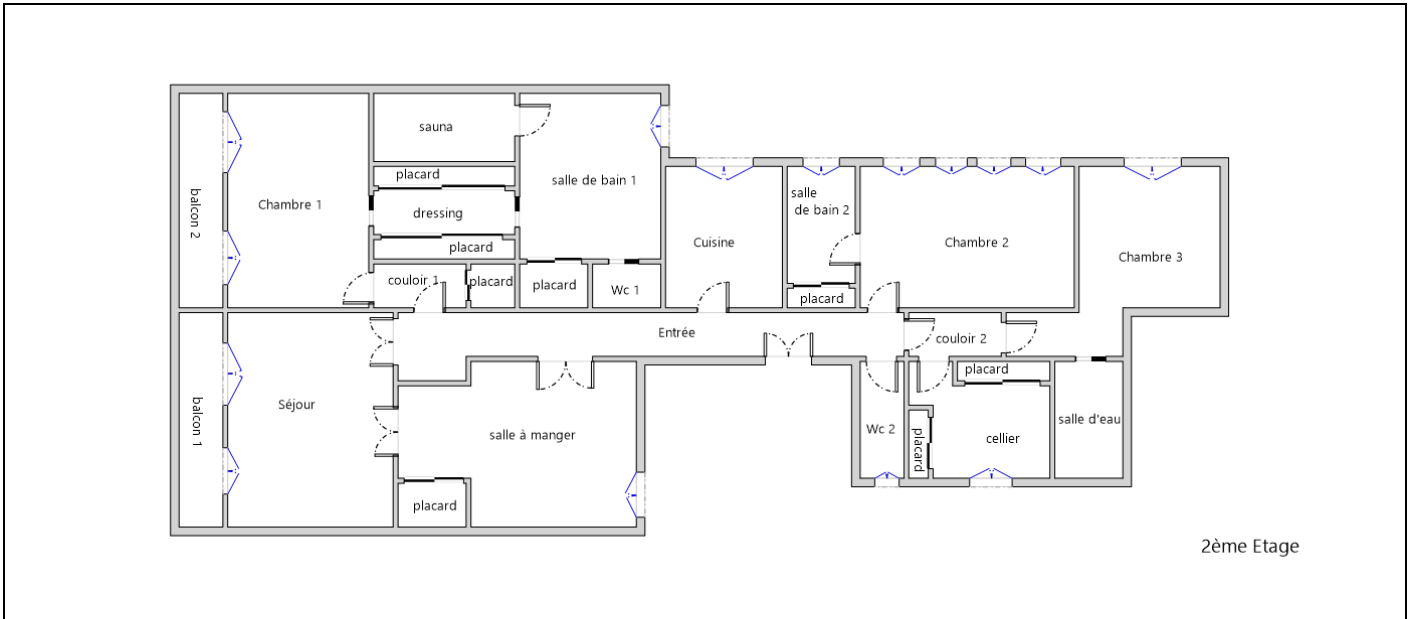 sauna
placard
salle de bain 1
salle
de bain 2
balcon 2
Chambre 1
dressing
Cuisine
Chambre 2
placard
Chambre 3
couloir 1
placard
placard
Wc 1
placard
Entrée
couloir 2
placard
balcon 1
Séjour
salle à manger
Wc 2
placard
cellier
salle d'eau
placard
2ème Etage